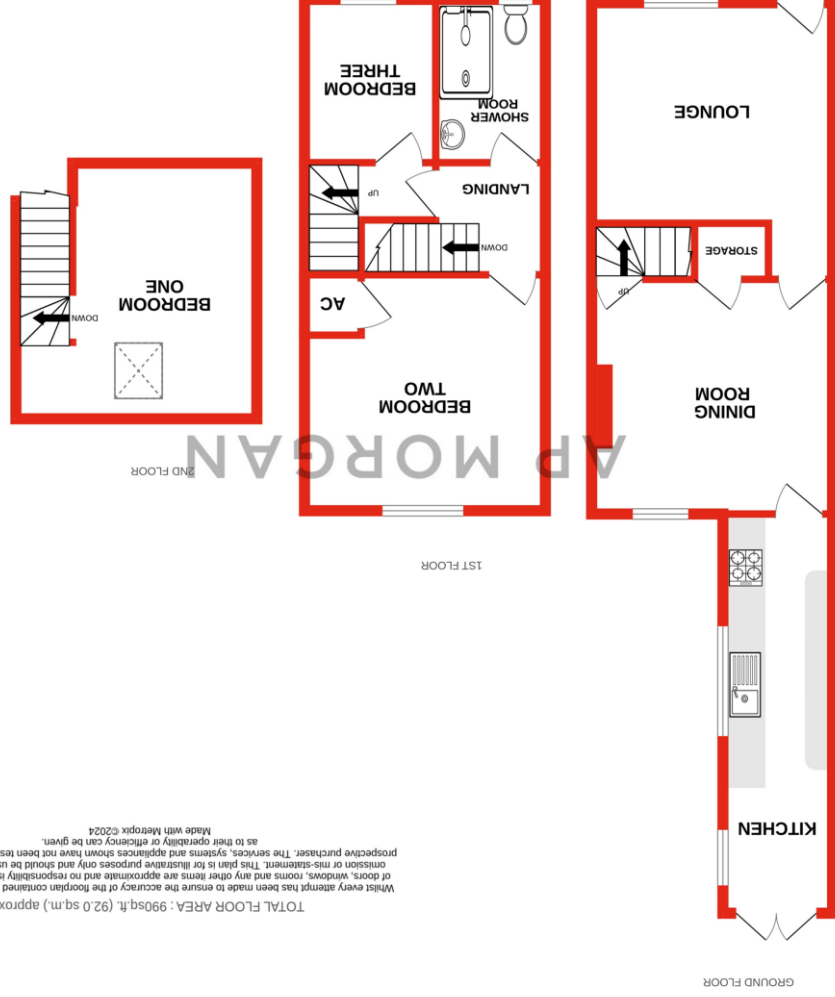 GROUND FLOOR
KITCHEN
DINING
ROOM
UP
STORAGE
LOUNGE
1ST FLOOR
BEDROOM
TWO
AC
DOWN
LANDING
UP
SHOWER
ROOM
BEDROOM
THREE
2ND FLOOR
BEDROOM
ONE
DOWN
AP MORGAN
TOTAL FLOOR AREA : 990sq.ft. (92.0 sq.m.) approx
Whilst every attempt has been made to ensure the accuracy of the floorplan contained
of doors, windows, rooms and any other items are approximate and no responsibility is
omission or mis-statement. This plan is for illustrative purposes only and should be us
prospective purchaser. The services, systems and appliances shown have not been tes
as to their operability or efficiency can be given.
Made with Metropix ©2024